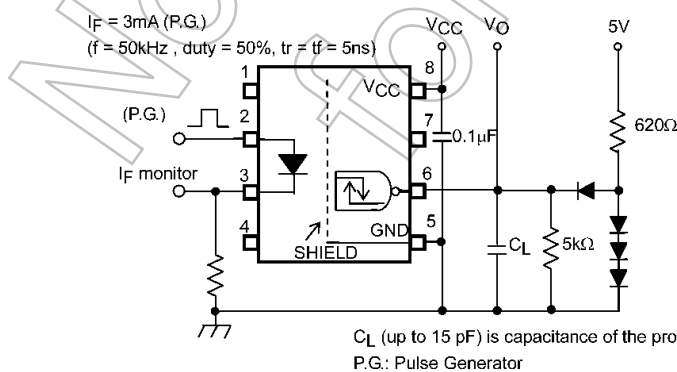 IF = 3mA (P.G.)
(f = 50kHz , duty = 50%, tr = tf = 5ns)
VCC
VO
5V
1
8
VCC
(P.G.)
2
7
0.1μF
620Ω
IF monitor
3
6
4
GND
5
SHIELD
CL
5kΩ
CL (up to 15 pF) is capacitance of the pro
P.G.: Pulse Generator